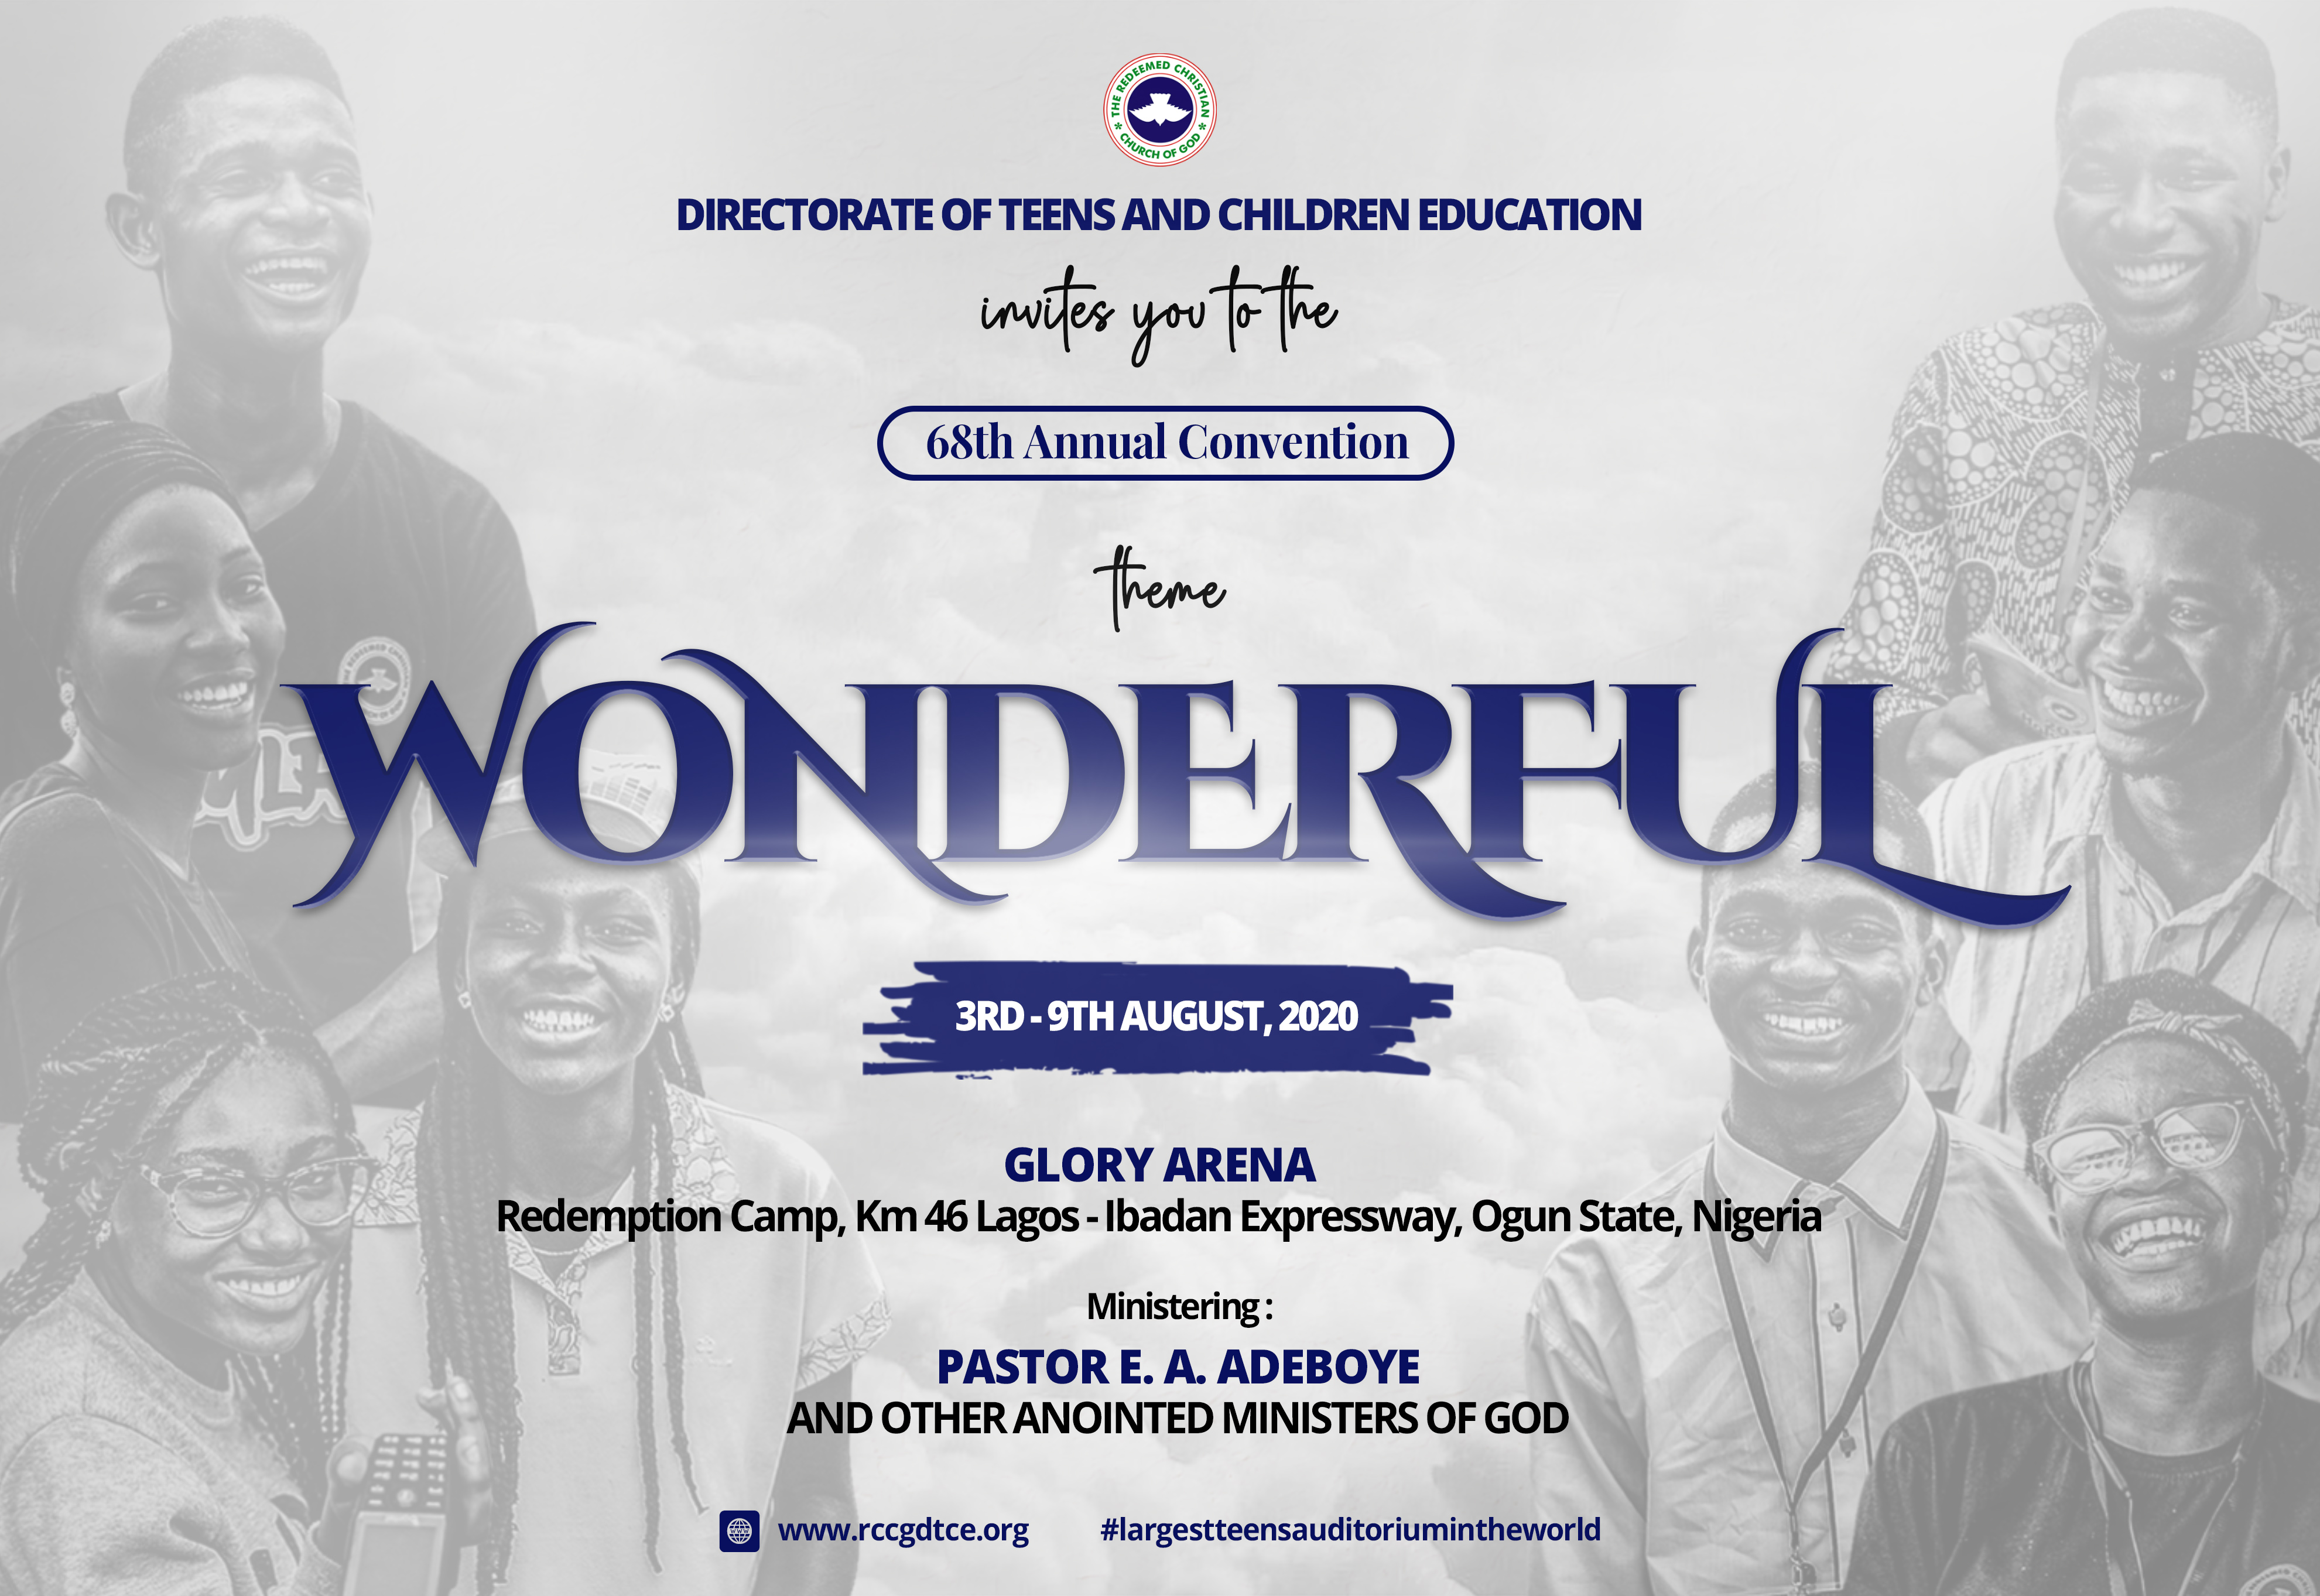 THE REDEEMED CHRISTIAN
CHURCH OF GOD
DIRECTORATE OF TEENS AND CHILDREN EDUCATION
invites you to the
68th Annual Convention
theme
WONDERFUL
3RD - 9TH AUGUST, 2020
GLORY ARENA
Redemption Camp, Km 46 Lagos - Ibadan Expressway, Ogun State, Nigeria
Ministering :
PASTOR E. A. ADEBOYE
AND OTHER ANOINTED MINISTERS OF GOD
www.rccgdtce.org #largestteensauditoriumintheworld